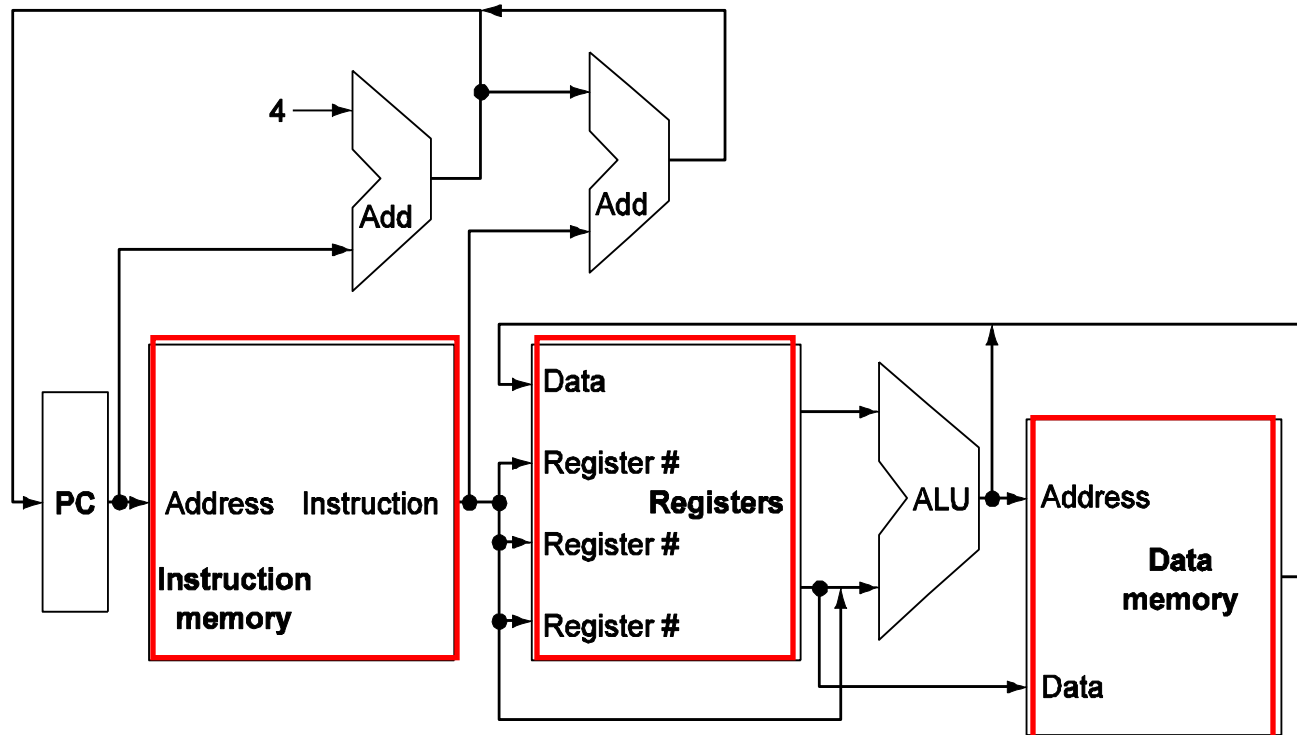 4
Add
Add
Data
Register #
Registers
PC
Address
Instruction
ALU
Address
Register #
Instruction
memory
Data
memory
Register #
Data